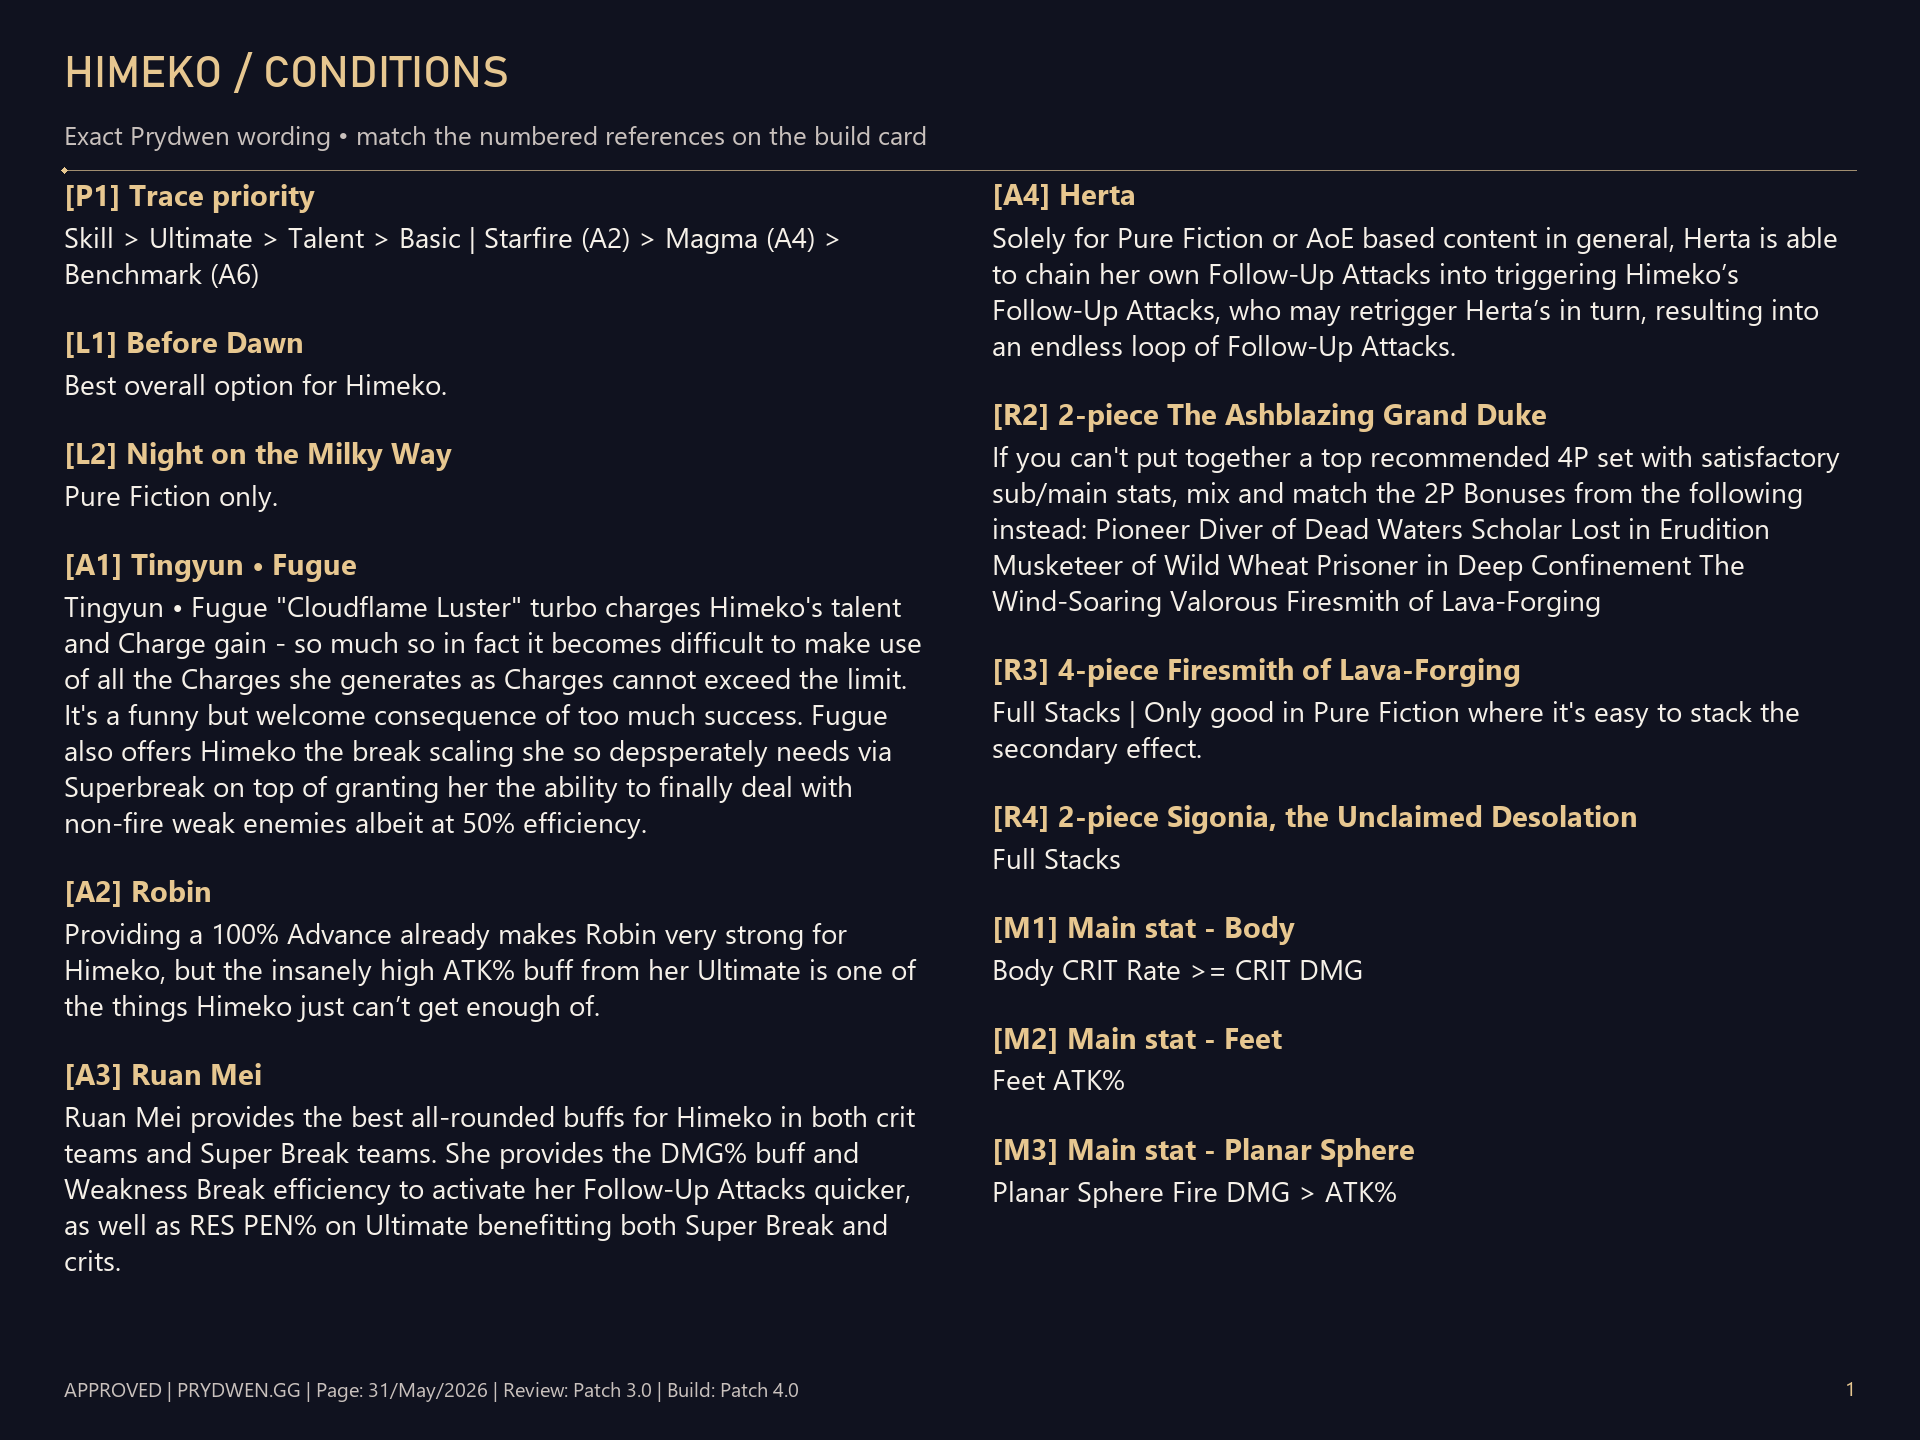 HIMEKO / CONDITIONS
Exact Prydwen wording • match the numbered references on the build card
[P1] Trace priority
Skill > Ultimate > Talent > Basic | Starfire (A2) > Magma (A4) >
Benchmark (A6)
[L1] Before Dawn
Best overall option for Himeko.
[L2] Night on the Milky Way
Pure Fiction only.
[A1] Tingyun • Fugue
Tingyun • Fugue "Cloudflame Luster" turbo charges Himeko's talent
and Charge gain - so much so in fact it becomes difficult to make use
of all the Charges she generates as Charges cannot exceed the limit.
It's a funny but welcome consequence of too much success. Fugue
also offers Himeko the break scaling she so depsperately needs via
Superbreak on top of granting her the ability to finally deal with
non-fire weak enemies albeit at 50% efficiency.
[A2] Robin
Providing a 100% Advance already makes Robin very strong for
Himeko, but the insanely high ATK% buff from her Ultimate is one of
the things Himeko just can’t get enough of.
[A3] Ruan Mei
Ruan Mei provides the best all-rounded buffs for Himeko in both crit
teams and Super Break teams. She provides the DMG% buff and
Weakness Break efficiency to activate her Follow-Up Attacks quicker,
as well as RES PEN% on Ultimate benefitting both Super Break and
crits.
[A4] Herta
Solely for Pure Fiction or AoE based content in general, Herta is able
to chain her own Follow-Up Attacks into triggering Himeko’s
Follow-Up Attacks, who may retrigger Herta’s in turn, resulting into
an endless loop of Follow-Up Attacks.
[R2] 2-piece The Ashblazing Grand Duke
If you can't put together a top recommended 4P set with satisfactory
sub/main stats, mix and match the 2P Bonuses from the following
instead: Pioneer Diver of Dead Waters Scholar Lost in Erudition
Musketeer of Wild Wheat Prisoner in Deep Confinement The
Wind-Soaring Valorous Firesmith of Lava-Forging
[R3] 4-piece Firesmith of Lava-Forging
Full Stacks | Only good in Pure Fiction where it's easy to stack the
secondary effect.
[R4] 2-piece Sigonia, the Unclaimed Desolation
Full Stacks
[M1] Main stat - Body
Body CRIT Rate >= CRIT DMG
[M2] Main stat - Feet
Feet ATK%
[M3] Main stat - Planar Sphere
Planar Sphere Fire DMG > ATK%
APPROVED | PRYDWEN.GG | Page: 31/May/2026 | Review: Patch 3.0 | Build: Patch 4.0
1